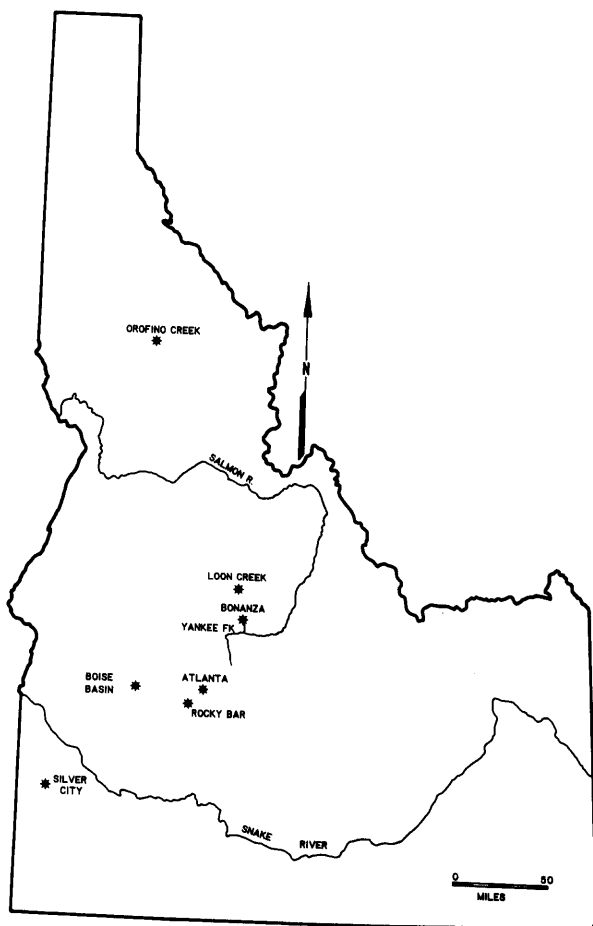 OROFINO CREEK
N
SALMON R.
LOON CREEK
BONANZA
YANKEE FK
BOISE
BASIN
ATLANTA
ROCKY BAR
SILVER
CITY
SNAKE RIVER
0 50
MILES